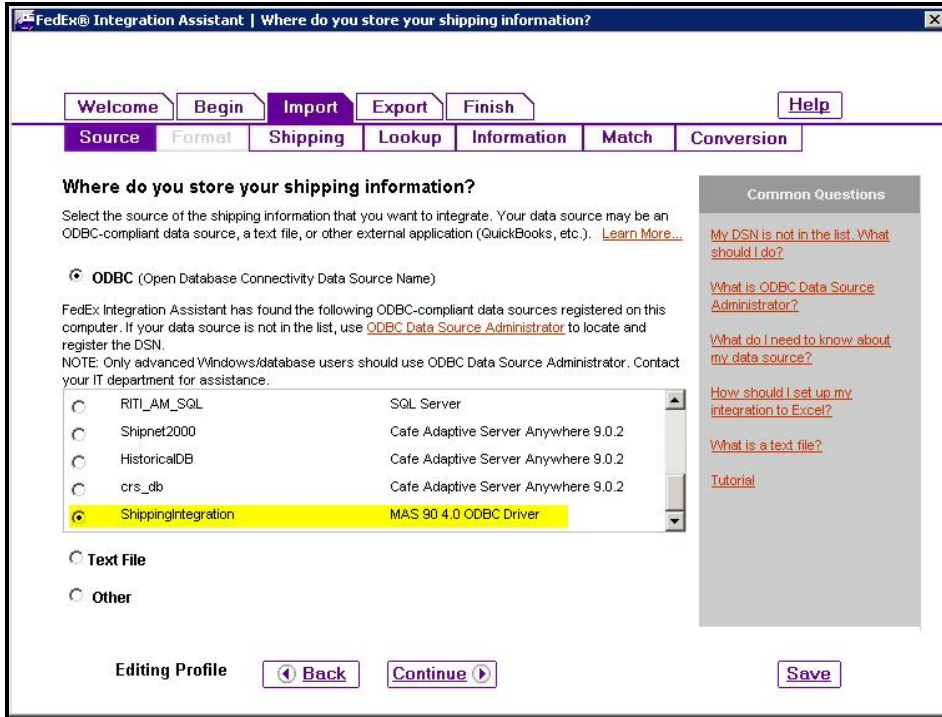 FedEx® Integration Assistant | Where do you store your shipping information?
Welcome Begin Import Export Finish Help
Source Format Shipping Lookup Information Match Conversion
Where do you store your shipping information?
Select the source of the shipping information that you want to integrate. Your data source may be an
ODBC-compliant data source, a text file, or other external application (QuickBooks, etc.). Learn More...
ODBC (Open Database Connectivity Data Source Name)
FedEx Integration Assistant has found the following ODBC-compliant data sources registered on this
computer. If your data source is not in the list, use ODBC Data Source Administrator to locate and
register the DSN.
NOTE: Only advanced Windows/database users should use ODBC Data Source Administrator. Contact
your IT department for assistance.
RITI_AM_SQL SQL Server
Shipnet2000 Cafe Adaptive Server Anywhere 9.0.2
HistoricalDB Cafe Adaptive Server Anywhere 9.0.2
crs_db Cafe Adaptive Server Anywhere 9.0.2
ShippingIntegration MAS 90 4.0 ODBC Driver
Text File
Other
Common Questions
My DSN is not in the list. What
should I do?
What is ODBC Data Source
Administrator?
What do I need to know about
my data source?
How should I set up my
integration to Excel?
What is a text file?
Tutorial
Editing Profile Back Continue Save